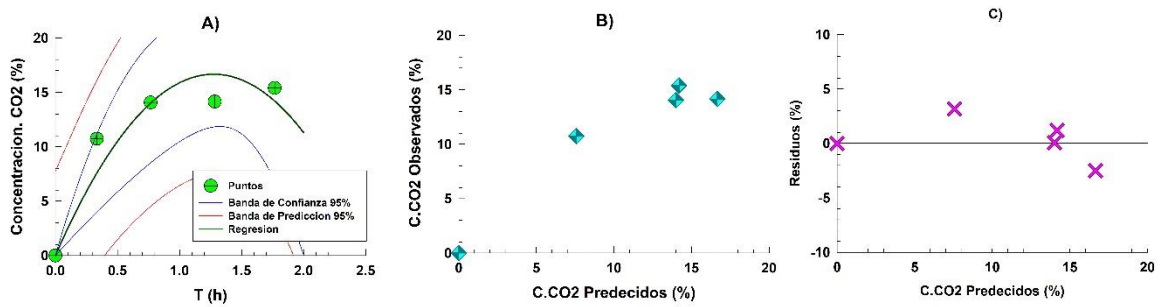 A)
Concentracion. CO2 (%)
20
15
10
5
0
0.0 0.5 1.0 1.5 2.0 2.5
T (h)
Puntos
Banda de Confianza 95%
Banda de Prediccion 95%
Regresion
B)
C.CO2 Observados (%)
20
15
10
5
0
0 5 10 15 20
C.CO2 Predecidos (%)
C)
Residuos (%)
10
5
0
-5
-10
0 5 10 15 20
C.CO2 Predecidos (%)